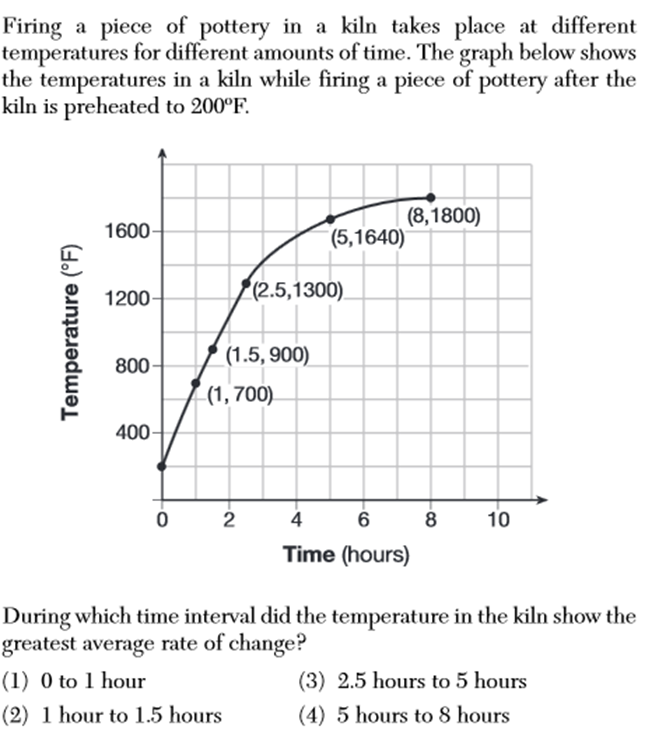 Firing a piece of pottery in a kiln takes place at different
temperatures for different amounts of time. The graph below shows
the temperatures in a kiln while firing a piece of pottery after the
kiln is preheated to 200ºF.
Temperature (°F)
1600
1200
800
400
(8,1800)
(5,1640)
(2.5,1300)
(1.5, 900)
(1, 700)
0 2 4 6 8 10
Time (hours)
During which time interval did the temperature in the kiln show the
greatest average rate of change?
(1) 0 to 1 hour
(2) 1 hour to 1.5 hours
(3) 2.5 hours to 5 hours
(4) 5 hours to 8 hours